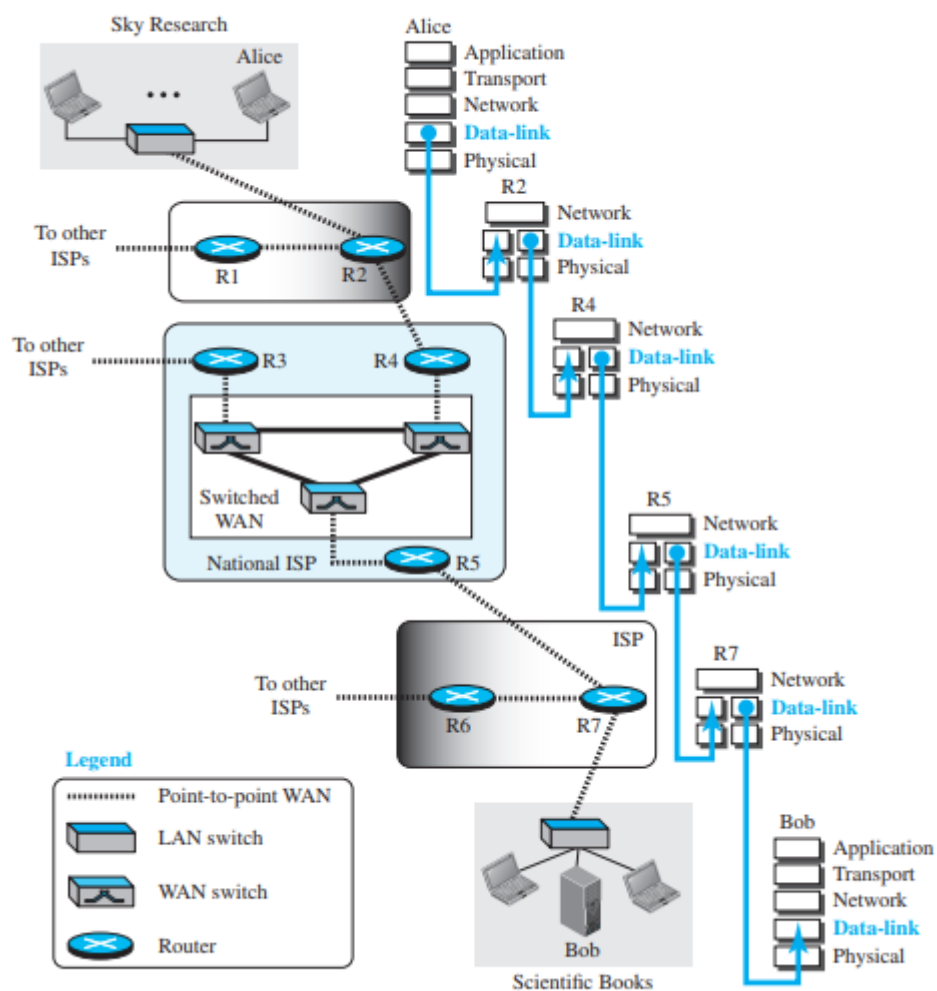 Sky Research
Alice
To other
ISPs
R1
R2
To other
ISPs
R3
R4
Switched
WAN
National ISP
R5
ISP
To other
ISPs
R6
R7
Bob
Scientific Books
Legend
Point-to-point WAN
LAN switch
WAN switch
Router
Alice
Application
Transport
Network
Data-link
Physical
R2
Network
Data-link
Physical
R4
Network
Data-link
Physical
R5
Network
Data-link
Physical
R7
Network
Data-link
Physical
Bob
Application
Transport
Network
Data-link
Physical